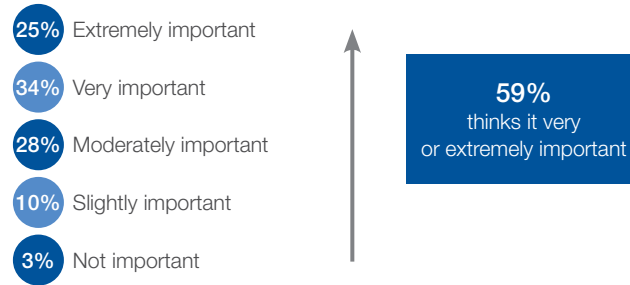 25% Extremely important
34% Very important
28% Moderately important
10% Slightly important
3% Not important
59%
thinks it very
or extremely important